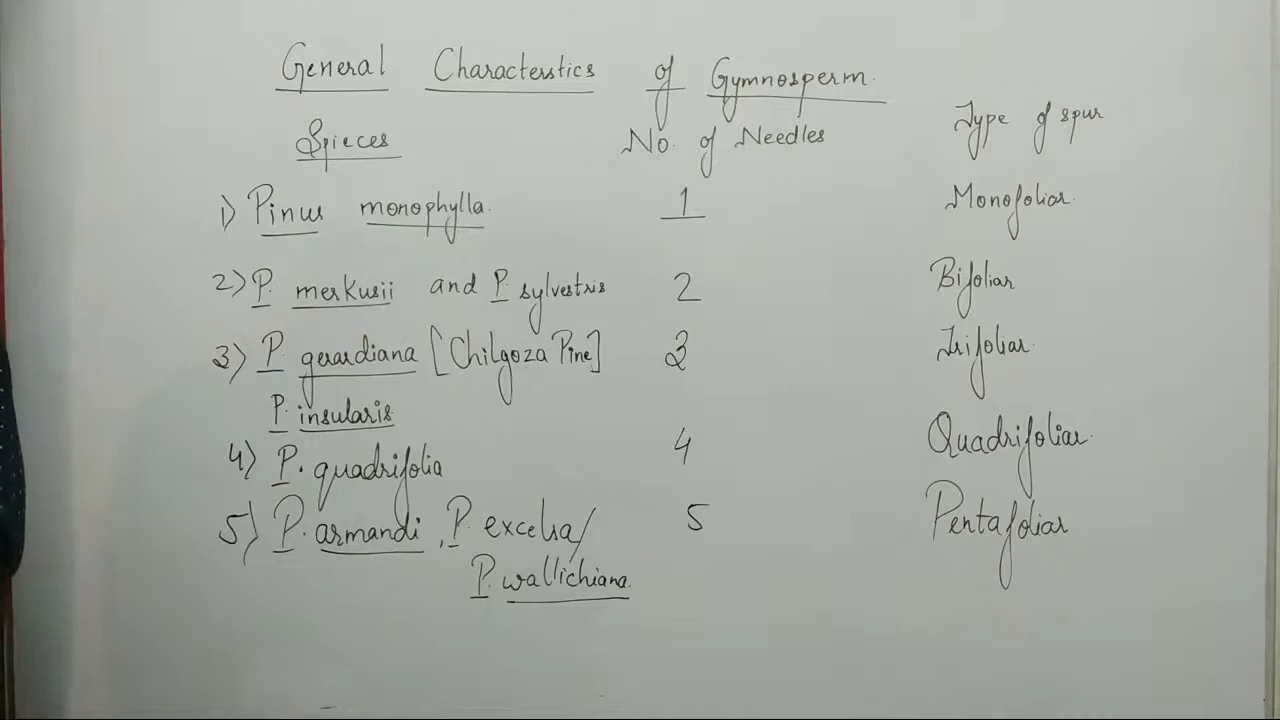 General Characterstics of Gymnosperm.
Spieces No. of Needles Type of spur
1) Pinus monophylla. 1 Monofoliar.
2) P. merkusii and P. sylvestris 2 Bifoliar
3) P. gerardiana [Chilgoza Pine] 3 Trifoliar.
P. insularis
4) P. quadrifolia 4 Quadrifoliar.
5) P. armandi, P. excelsa/ 5 Pentafoliar
P. wallichiana.